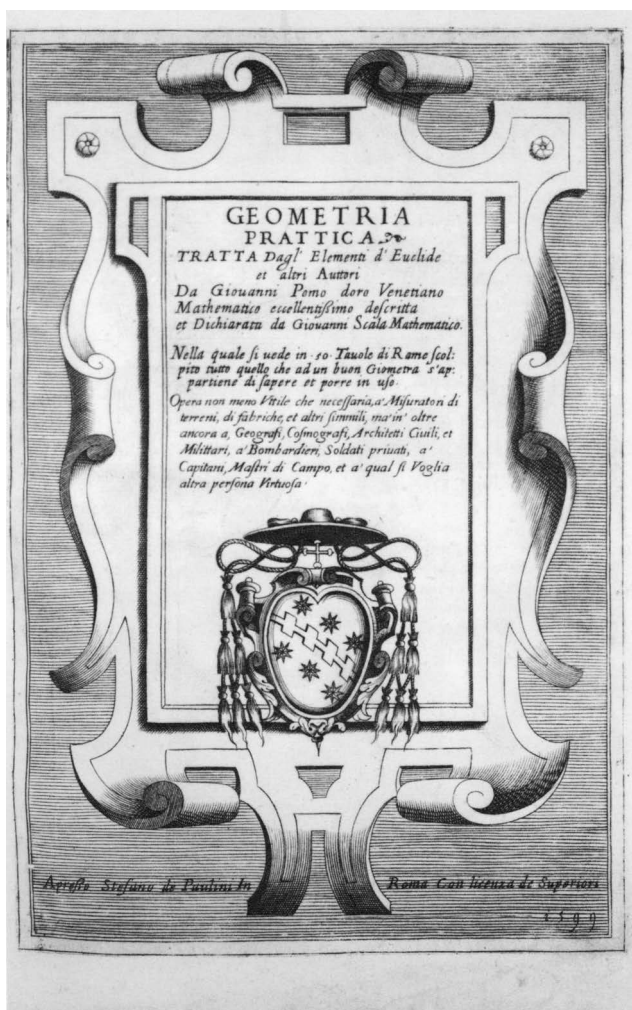 GEOMETRIA
PRATTICA
TRATTA Dagl' Elementi d' Euclide
et altri Auttori
Da Giouanni Pomo doro Venetiano
Mathematico eccellentißimo descritta
et Dichiarata da Giouanni Scala Mathematico.
Nella quale si uede in ·50· Tauole di Rame scol:
pito tutto quello che ad un buon Giometra s'ap:
partiene di sapere et porre in uso·
Opera non meno Vtile che necessaria, a' Misuratori di
terreni, di fabriche, et altri simmili, ma in' oltre
ancora a, Geografi, Cosmografi, Architetti Ciuili, et
Milittari, a' Bombardieri, Soldati priuati, a'
Capitani, Mastri di Campo, et a' qual si Voglia
altra persona Virtuosa·
Apresso Stefano de Paulini In Roma Con licenza de Superiori
1599